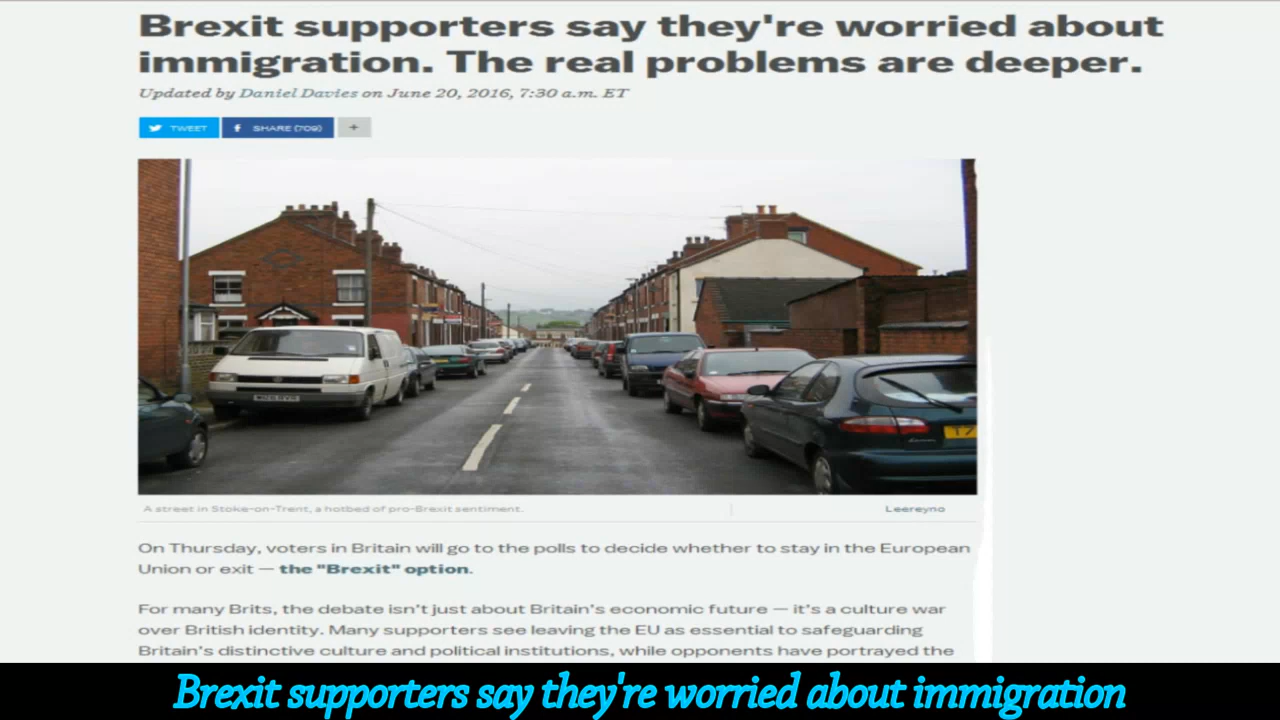 Brexit supporters say they're worried about
immigration. The real problems are deeper.
Updated by Daniel Davies on June 20, 2016, 7:30 a.m. ET
TWEET SHARE (709) +
A street in Stoke-on-Trent, a hotbed of pro-Brexit sentiment. Leereyno
On Thursday, voters in Britain will go to the polls to decide whether to stay in the European
Union or exit — the "Brexit" option.
For many Brits, the debate isn't just about Britain's economic future — it's a culture war
over British identity. Many supporters see leaving the EU as essential to safeguarding
Britain's distinctive culture and political institutions, while opponents have portrayed the
Brexit supporters say they're worried about immigration